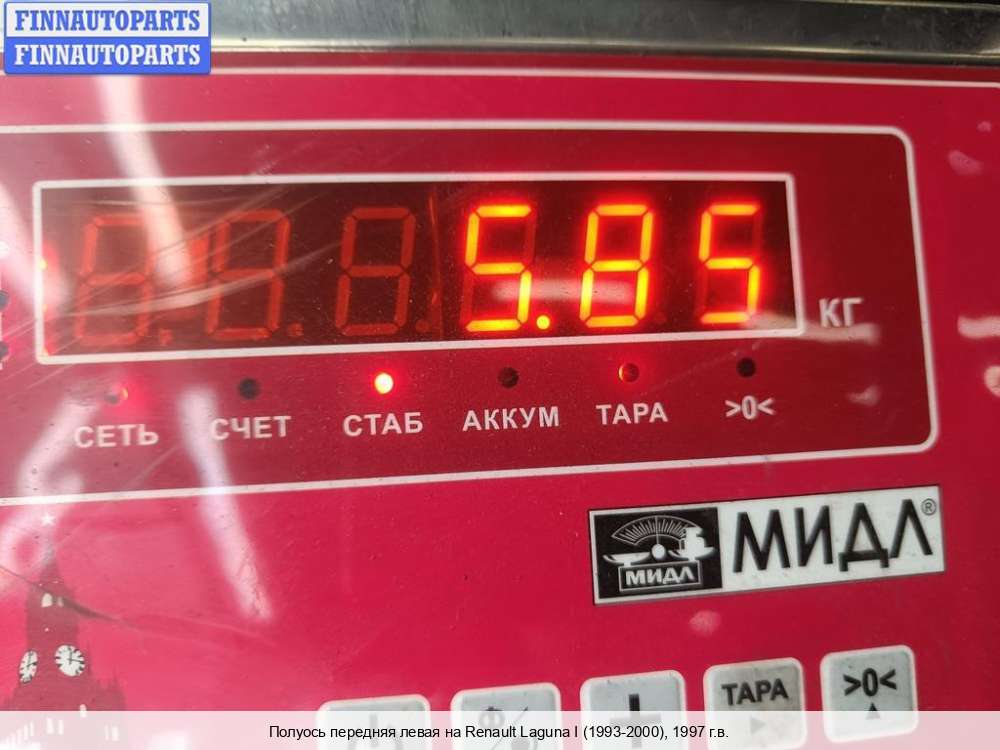 FINNAUTOPARTS
FINNAUTOPARTS
5.85
КГ
СЕТЬ СЧЕТ СТАБ АККУМ ТАРА >0<
МИДЛ МИДЛ®
ТАРА >0<
Полуось передняя левая на Renault Laguna I (1993-2000), 1997 г.в.